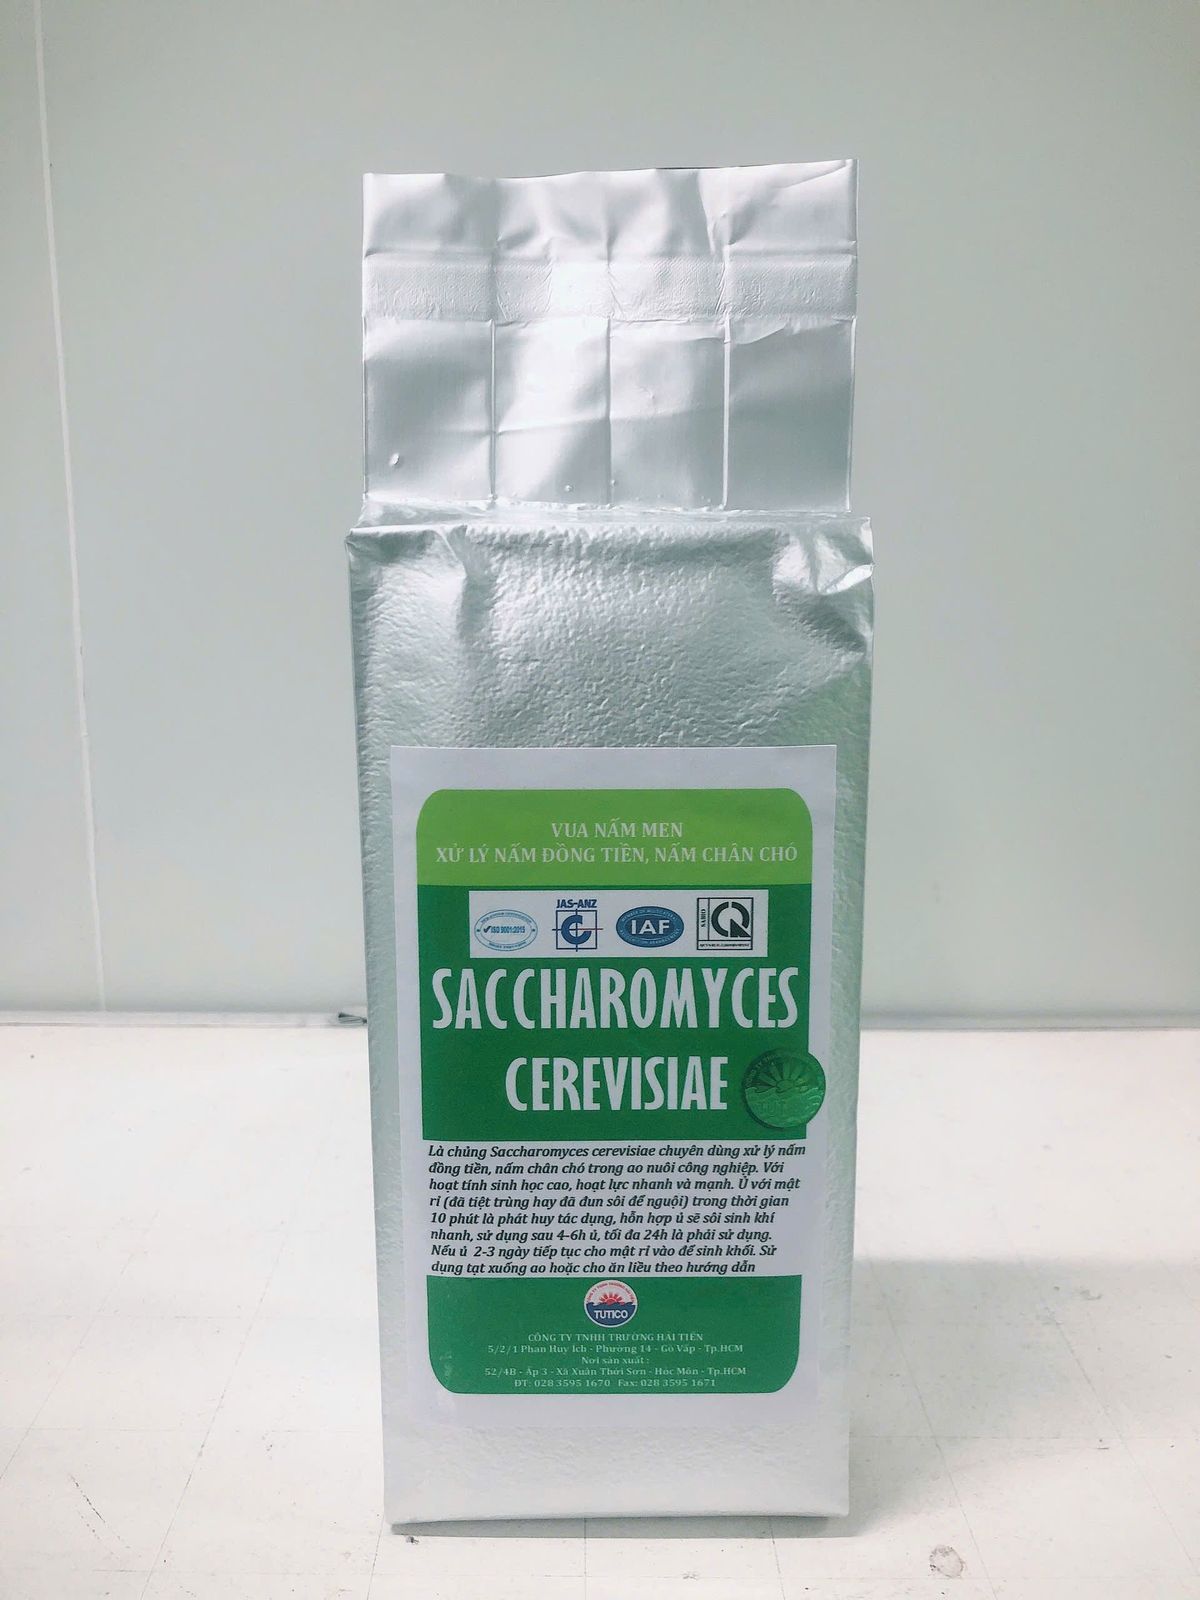 VUA NẤM MEN
XỬ LÝ NẤM ĐỒNG TIỀN, NẤM CHÂN CHÓ
JAS-ANZ
ISO 9001:2015
IAF
SACCHAROMYCES
CEREVISIAE
Là chủng Saccharomyces cerevisiae chuyên dùng xử lý nấm
đồng tiền, nấm chân chó trong ao nuôi công nghiệp. Với
hoạt tính sinh học cao, hoạt lực nhanh và mạnh. Ủ với mật
rỉ (đã tiệt trùng hay đã đun sôi để nguội) trong thời gian
10 phút là phát huy tác dụng, hỗn hợp ủ sẽ sôi sinh khí
nhanh, sử dụng sau 4-6h ủ, tối đa 24h là phải sử dụng.
Nếu ủ 2-3 ngày tiếp tục cho mật rỉ vào để sinh khối. Sử
dụng tạt xuống ao hoặc cho ăn liều theo hướng dẫn
TUTICO
CÔNG TY TNHH TRƯỜNG HẢI TIẾN
5/2/1 Phan Huy Ích - Phường 14 - Gò Vấp - Tp.HCM
Nơi sản xuất :
52/4B - Ấp 3 - Xã Xuân Thới Sơn - Hóc Môn - Tp.HCM
ĐT: 028 3595 1670 Fax: 028 3595 1671